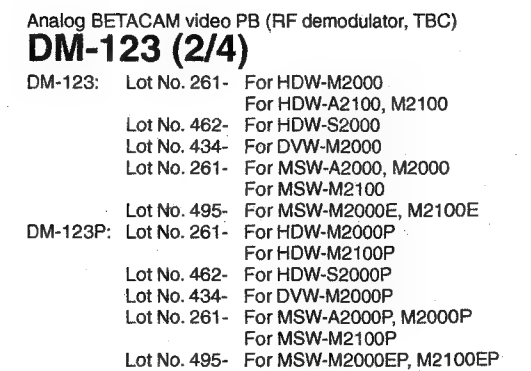 Analog BETACAM video PB (RF demodulator, TBC)
DM-123 (2/4)
DM-123: Lot No. 261- For HDW-M2000
For HDW-A2100, M2100
Lot No. 462- For HDW-S2000
Lot No. 434- For DVW-M2000
Lot No. 261- For MSW-A2000, M2000
For MSW-M2100
Lot No. 495- For MSW-M2000E, M2100E
DM-123P: Lot No. 261- For HDW-M2000P
For HDW-M2100P
Lot No. 462- For HDW-S2000P
Lot No. 434- For DVW-M2000P
Lot No. 261- For MSW-A2000P, M2000P
For MSW-M2100P
Lot No. 495- For MSW-M2000EP, M2100EP